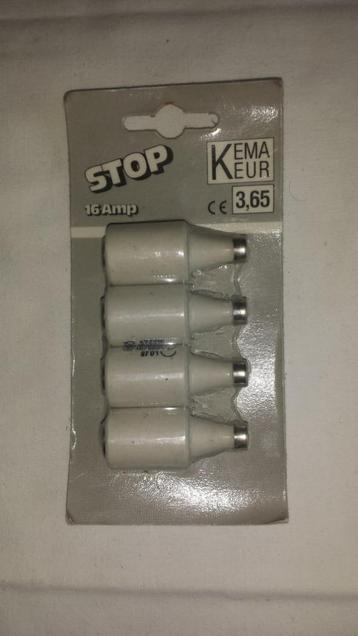 STOP
16 Amp
KEMA
KEUR
CE 3,65